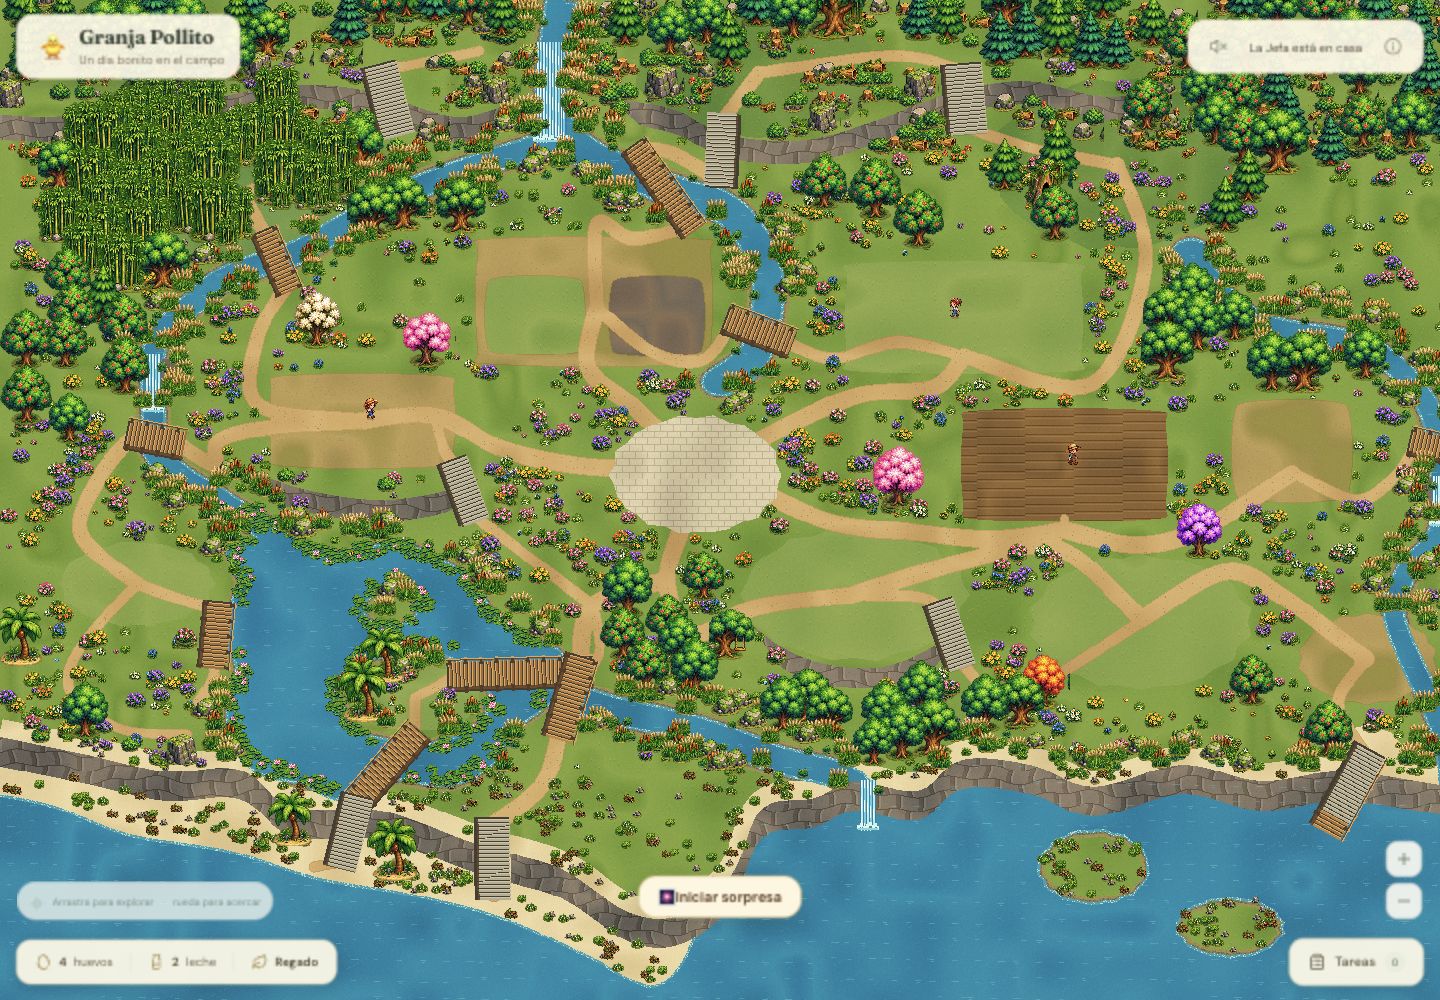 Granja Pollito
Un día bonito en el campo
La Jefa está en casa
Iniciar sorpresa
Arrastra para explorar rueda para acercar
4 huevos 2 leche Regado
Tareas 0